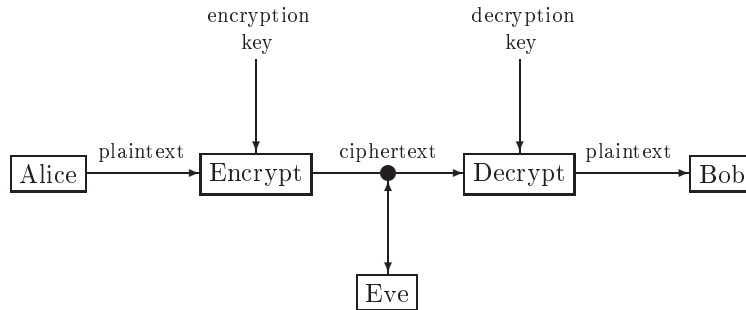 encryption
key
decryption
key
plaintext
ciphertext
plaintext
Alice
Encrypt
Decrypt
Bob
Eve